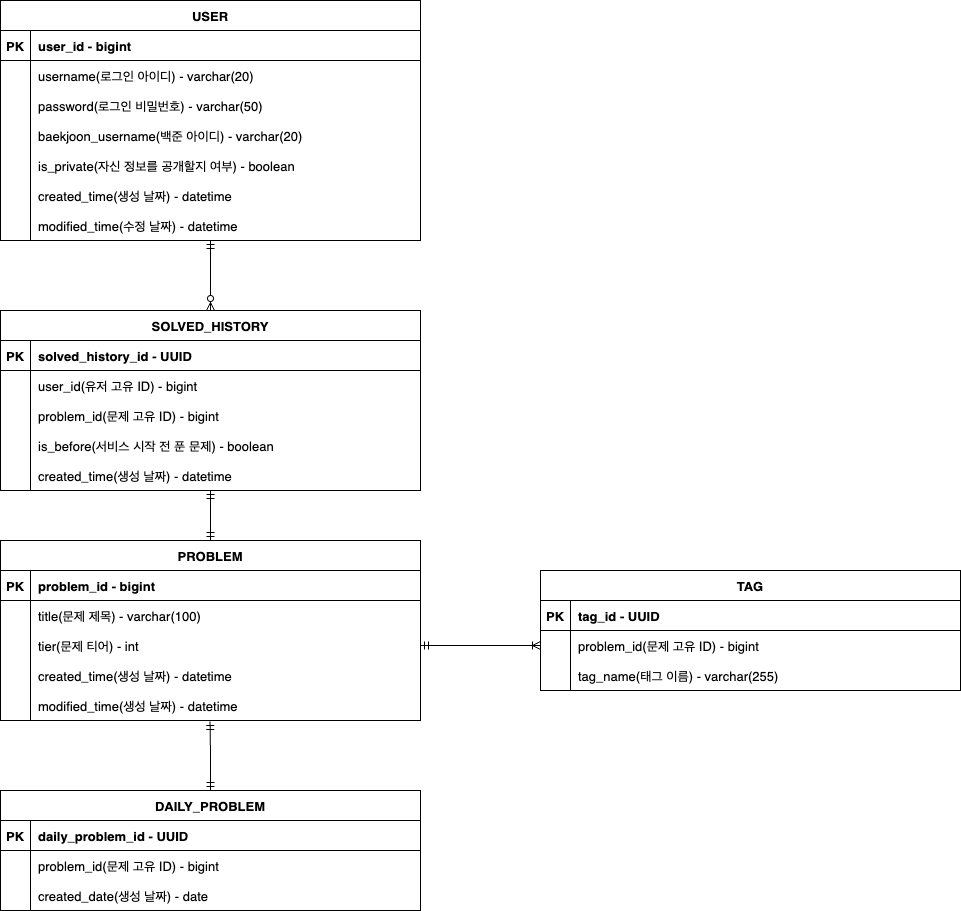 USER
PK user_id - bigint
username(로그인 아이디) - varchar(20)
password(로그인 비밀번호) - varchar(50)
baekjoon_username(백준 아이디) - varchar(20)
is_private(자신 정보를 공개할지 여부) - boolean
created_time(생성 날짜) - datetime
modified_time(수정 날짜) - datetime
SOLVED_HISTORY
PK solved_history_id - UUID
user_id(유저 고유 ID) - bigint
problem_id(문제 고유 ID) - bigint
is_before(서비스 시작 전 푼 문제) - boolean
created_time(생성 날짜) - datetime
PROBLEM
PK problem_id - bigint
title(문제 제목) - varchar(100)
tier(문제 티어) - int
created_time(생성 날짜) - datetime
modified_time(생성 날짜) - datetime
TAG
PK tag_id - UUID
problem_id(문제 고유 ID) - bigint
tag_name(태그 이름) - varchar(255)
DAILY_PROBLEM
PK daily_problem_id - UUID
problem_id(문제 고유 ID) - bigint
created_date(생성 날짜) - date